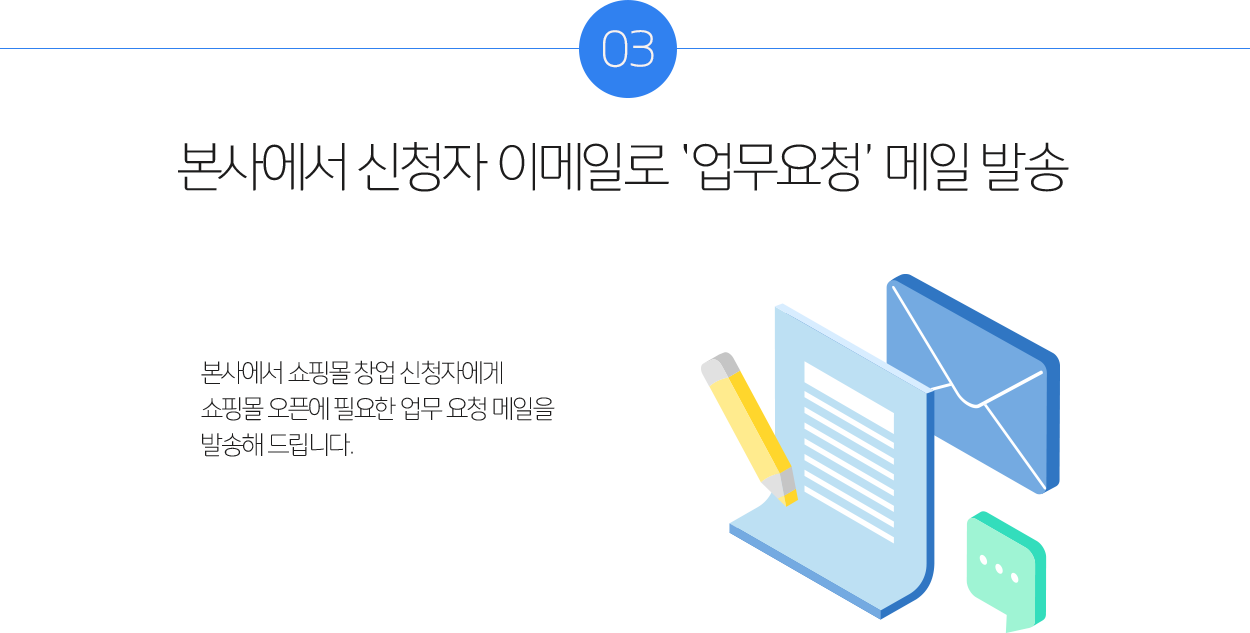 03
본사에서 신청자 이메일로 ‘업무요청’ 메일 발송
본사에서 쇼핑몰 창업 신청자에게
쇼핑몰 오픈에 필요한 업무 요청 메일을
발송해 드립니다.